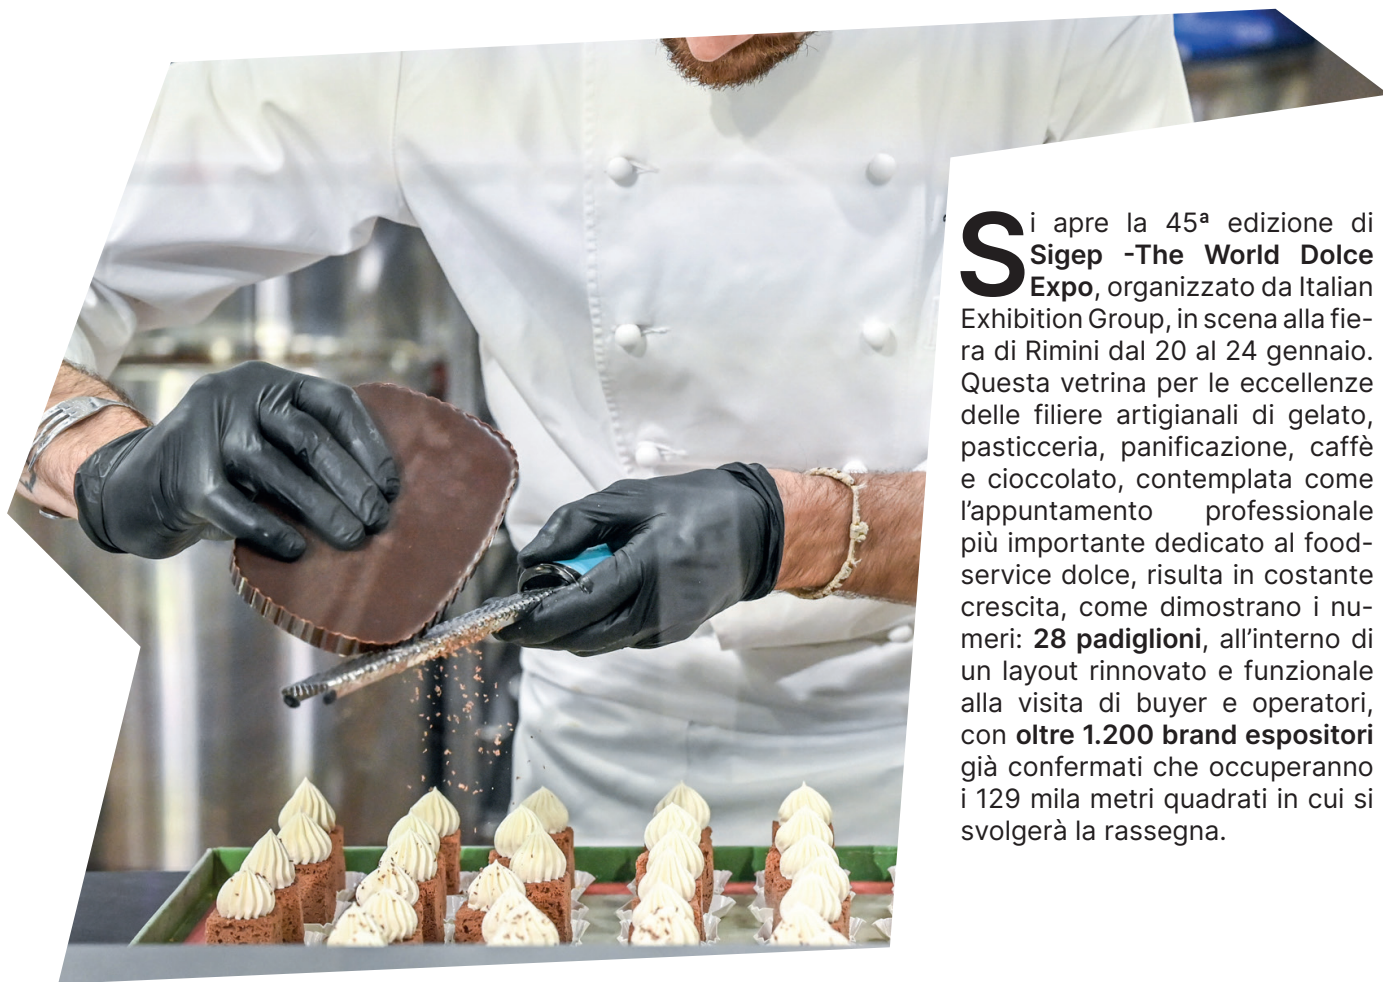 Si apre la 45ª edizione di
Sigep -The World Dolce
Expo, organizzato da Italian
Exhibition Group, in scena alla fie-
ra di Rimini dal 20 al 24 gennaio.
Questa vetrina per le eccellenze
delle filiere artigianali di gelato,
pasticceria, panificazione, caffè
e cioccolato, contemplata come
l’appuntamento professionale
più importante dedicato al food-
service dolce, risulta in costante
crescita, come dimostrano i nu-
meri: 28 padiglioni, all’interno di
un layout rinnovato e funzionale
alla visita di buyer e operatori,
con oltre 1.200 brand espositori
già confermati che occuperanno
i 129 mila metri quadrati in cui si
svolgerà la rassegna.